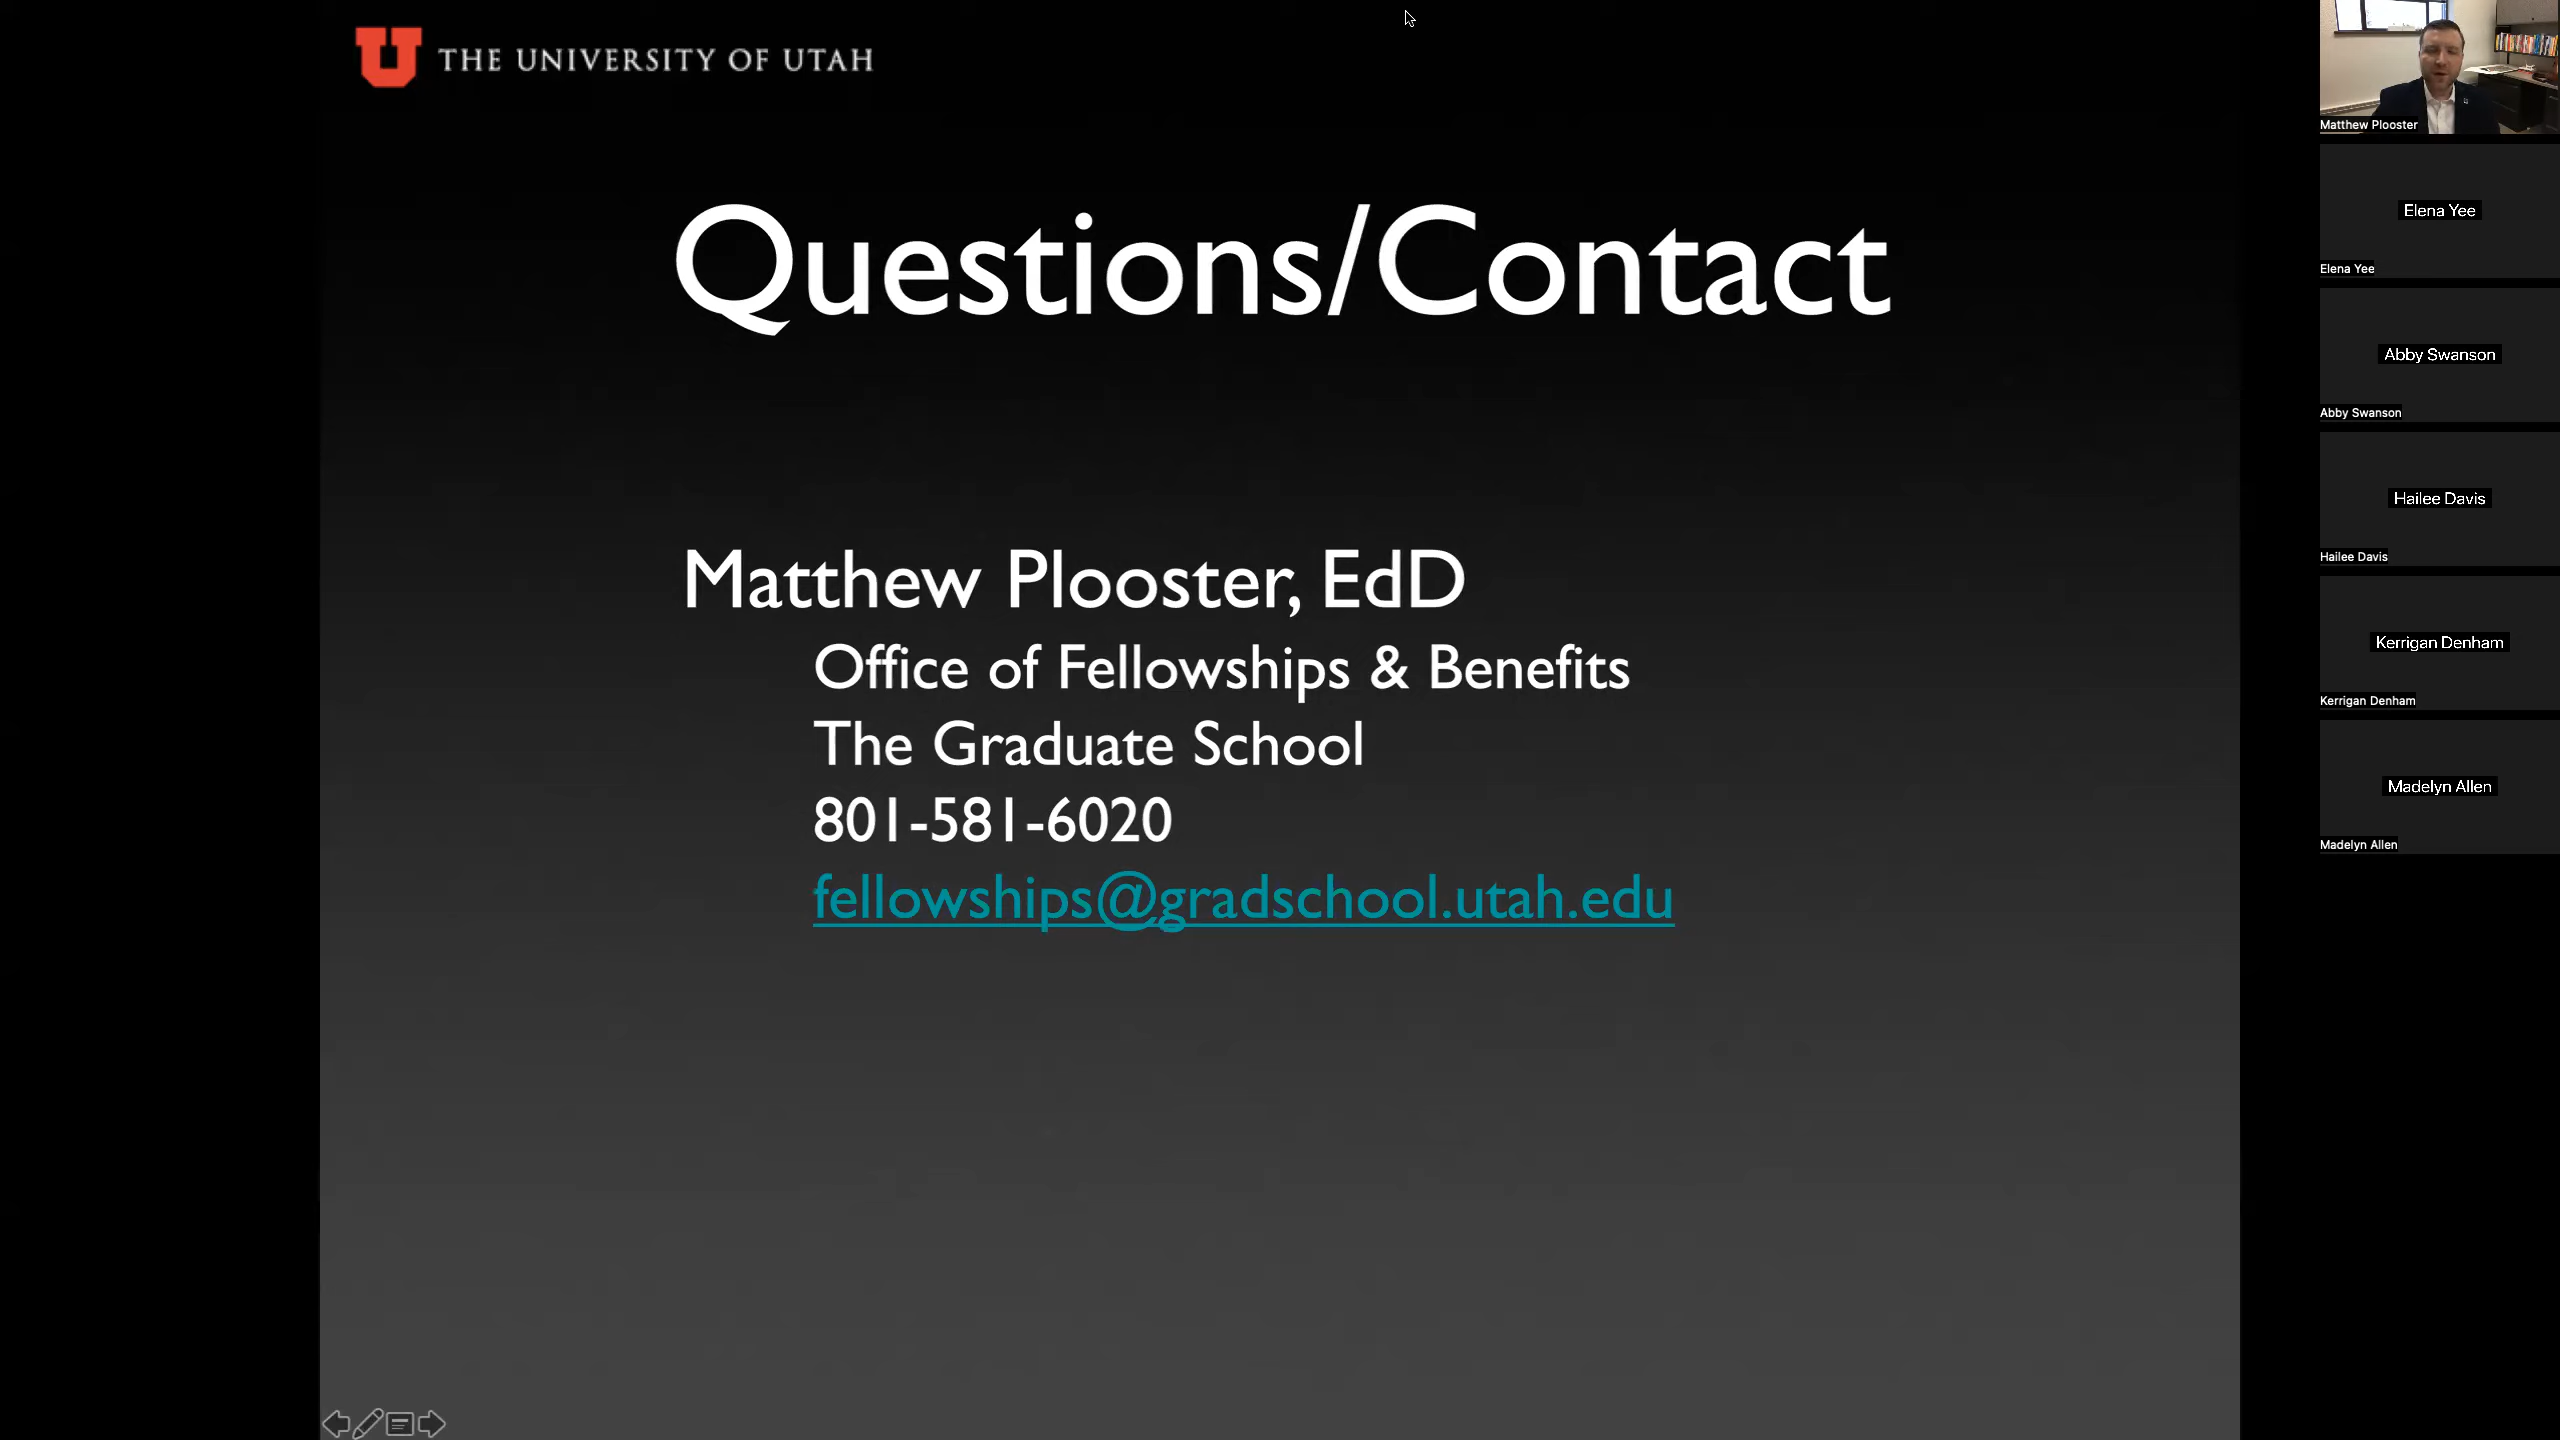 THE UNIVERSITY OF UTAH
Questions/Contact
Matthew Plooster, EdD
Office of Fellowships & Benefits
The Graduate School
801-581-6020
fellowships@gradschool.utah.edu
Matthew Plooster
Elena Yee
Elena Yee
Abby Swanson
Abby Swanson
Hailee Davis
Hailee Davis
Kerrigan Denham
Kerrigan Denham
Madelyn Allen
Madelyn Allen